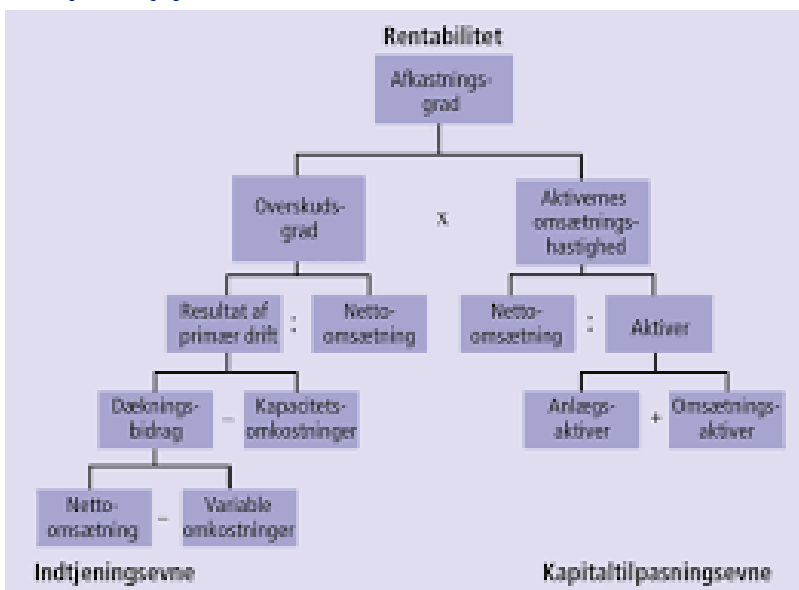 Rentabilitet
Afkastnings-
grad
Overskuds-
grad
x
Aktivernes
omsætnings-
hastighed
Resultat af
primær drift
:
Netto-
omsætning
Netto-
omsætning
:
Aktiver
Dæknings-
bidrag
–
Kapacitets-
omkostninger
Anlægs-
aktiver
+
Omsætnings-
aktiver
Netto-
omsætning
–
Variable
omkostninger
Indtjeningsevne
Kapitaltilpasningsevne